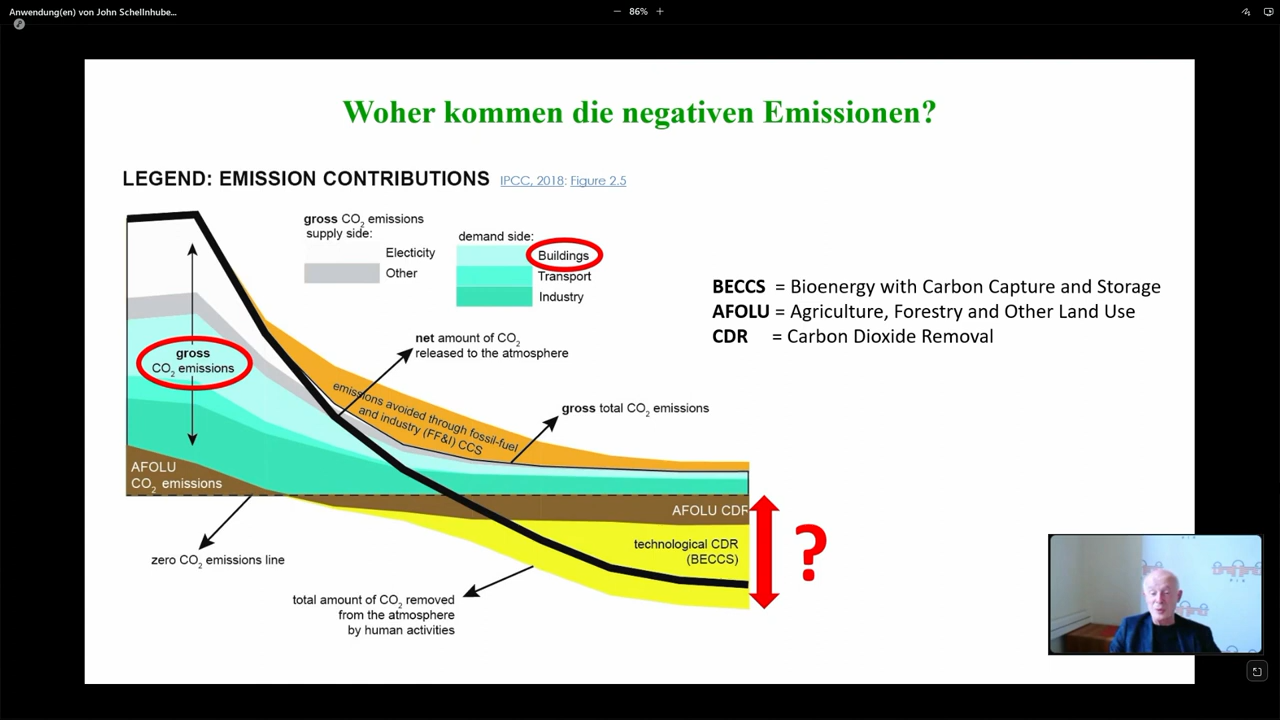 Anwendung(en) von John Schellnhube...
86%
Woher kommen die negativen Emissionen?
LEGEND: EMISSION CONTRIBUTIONS IPCC, 2018: Figure 2.5
gross CO2 emissions
supply side:
Electicity
Other
demand side:
Buildings
Transport
Industry
BECCS = Bioenergy with Carbon Capture and Storage
AFOLU = Agriculture, Forestry and Other Land Use
CDR = Carbon Dioxide Removal
net amount of CO2
released to the atmosphere
gross
CO2 emissions
emissions avoided through fossil-fuel
and industry (FF&I) CCS
gross total CO2 emissions
AFOLU
CO2 emissions
AFOLU CDR
technological CDR
(BECCS)
?
zero CO2 emissions line
total amount of CO2 removed
from the atmosphere
by human activities